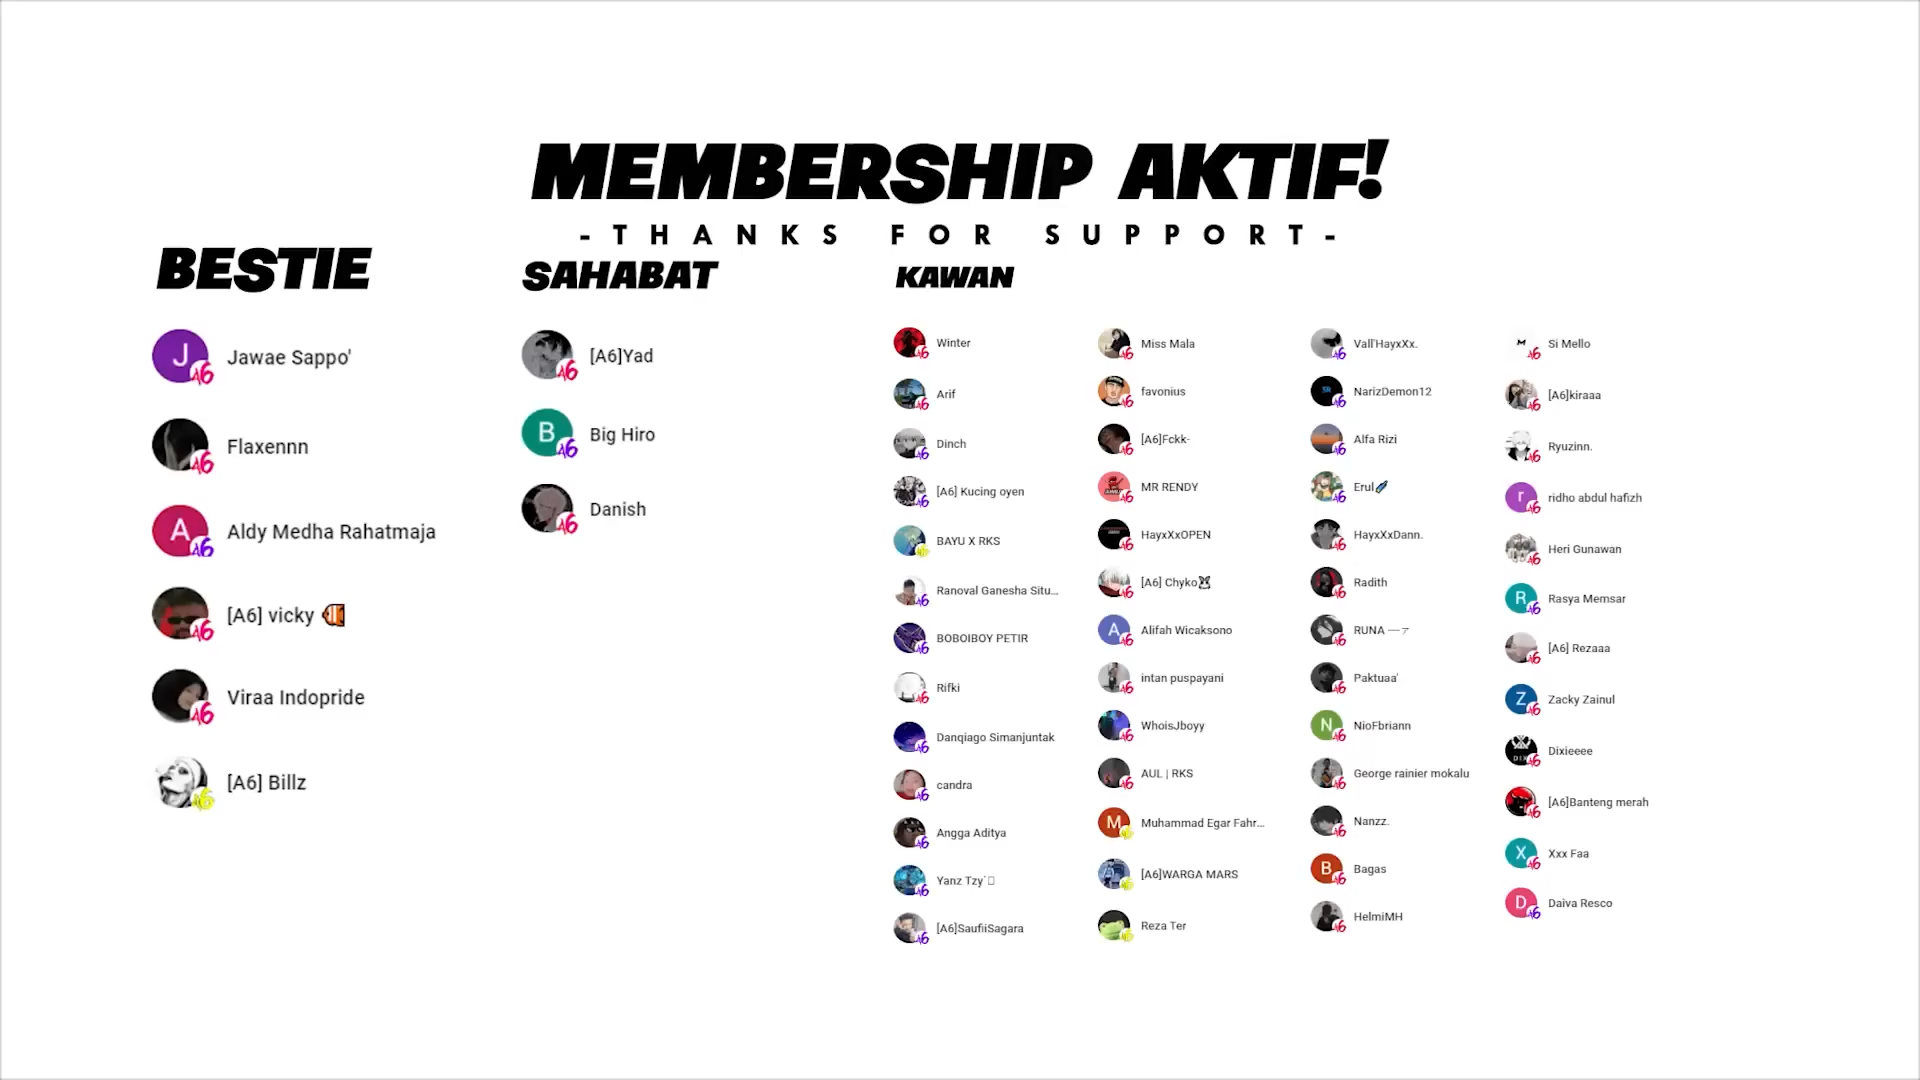 MEMBERSHIP AKTIF!
-THANKS FOR SUPPORT-
BESTIE
Jawae Sappo'
Flaxennn
Aldy Medha Rahatmaja
[A6] vicky 🐠
Viraa Indopride
[A6] Billz
SAHABAT
[A6]Yad
Big Hiro
Danish
KAWAN
Winter
Arif
Dinch
[A6] Kucing oyen
BAYU X RKS
Ranoval Ganesha Situ...
BOBOIBOY PETIR
Rifki
Danqiago Simanjuntak
candra
Angga Aditya
Yanz Tzy`
[A6]SaufiiSagara
Miss Mala
favonius
[A6]Fckk-
MR RENDY
HayxXxOPEN
[A6] Chyko
Alifah Wicaksono
intan puspayani
WhoisJboyy
AUL | RKS
Muhammad Egar Fahr...
[A6]WARGA MARS
Reza Ter
Vall'HayxXx.
NarizDemon12
Alfa Rizi
Erul🍾
HayxXxDann.
Radith
RUNA ─ァ
Paktuaa'
NioFbriann
George rainier mokalu
Nanzz.
Bagas
HelmiMH
Si Mello
[A6]kiraaa
Ryuzinn.
ridho abdul hafizh
Heri Gunawan
Rasya Memsar
[A6] Rezaaa
Zacky Zainul
Dixieeee
[A6]Banteng merah
Xxx Faa
Daiva Resco